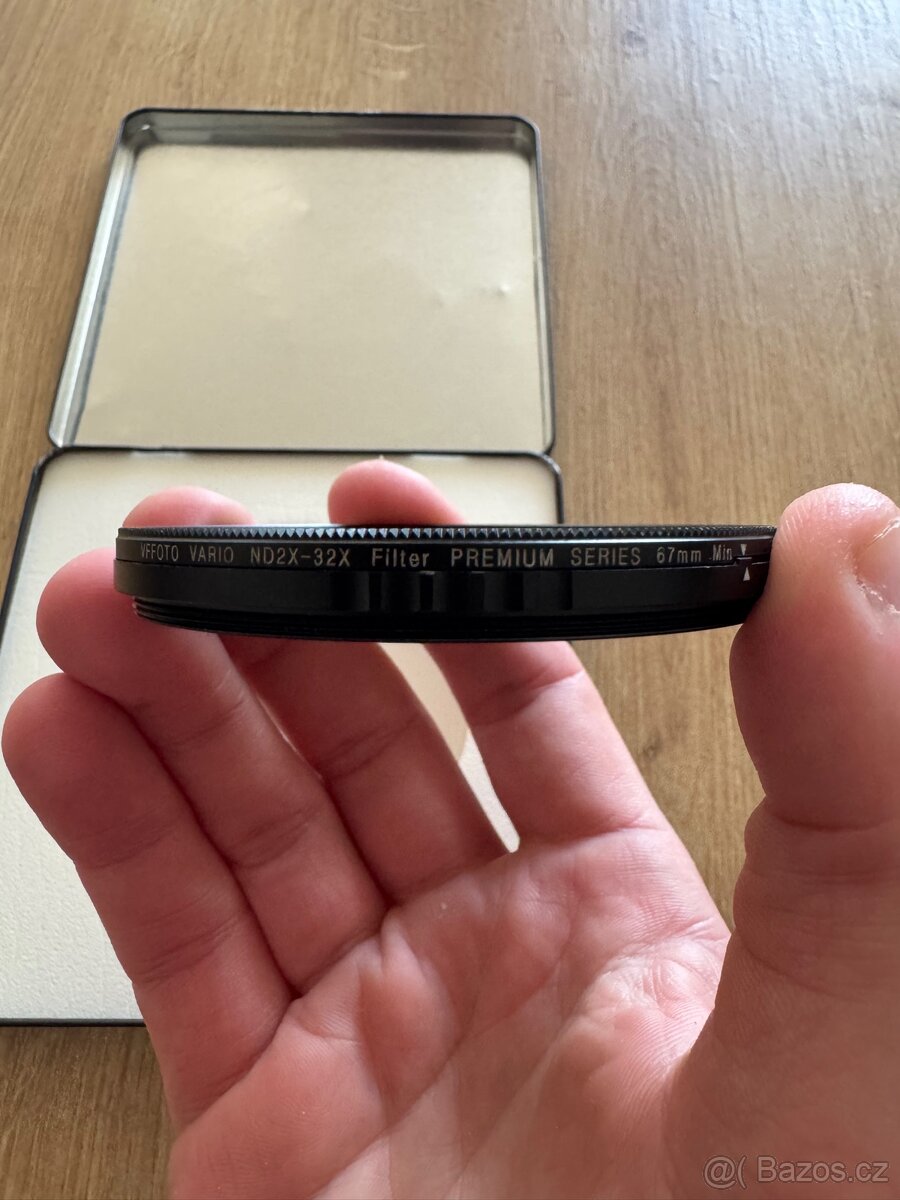 VFFOTO VARIO ND2X-32X Filter PREMIUM SERIES 67mm Min
@( Bazos.cz